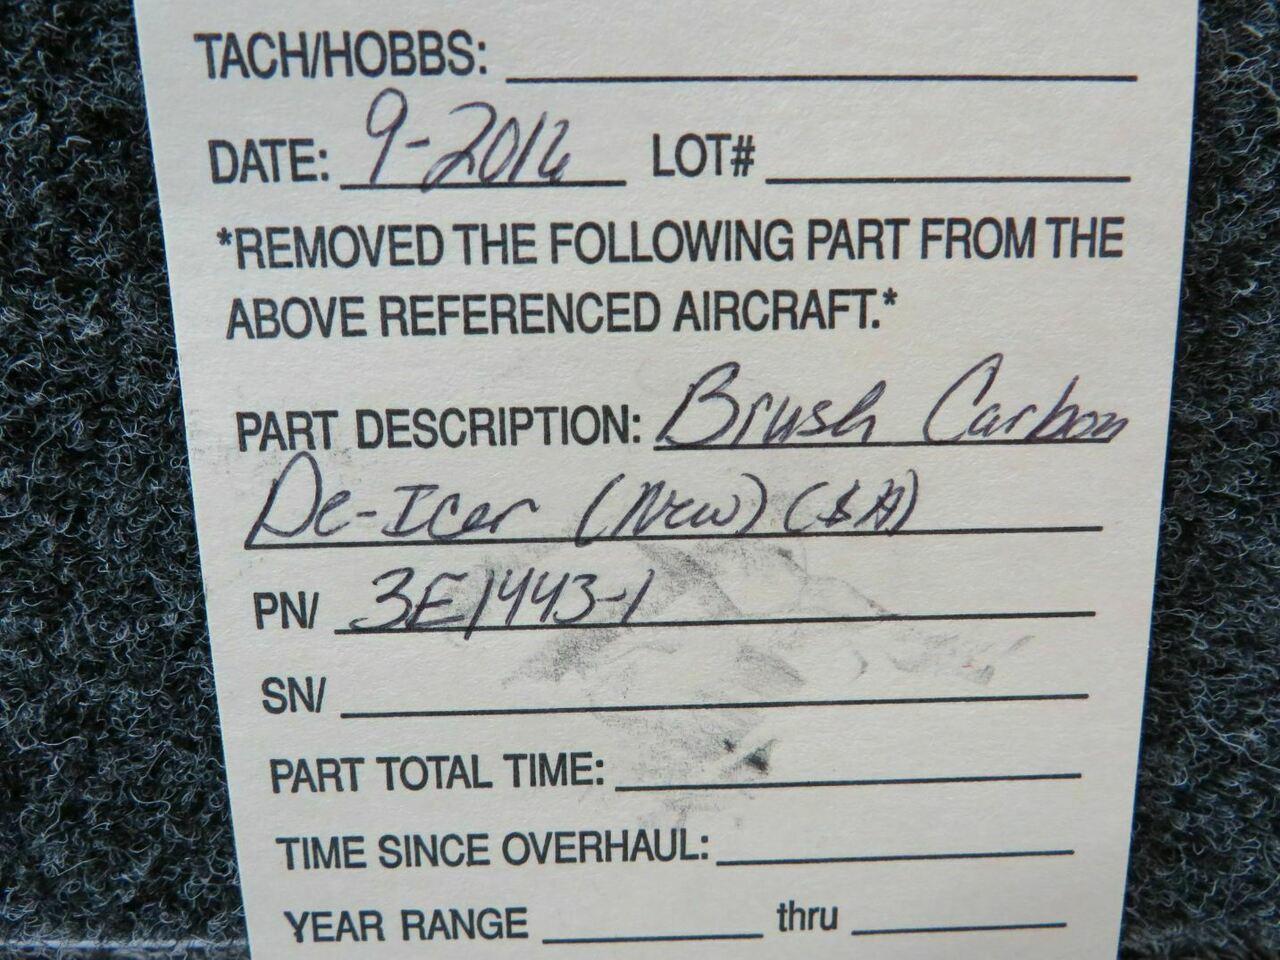 TACH/HOBBS:
DATE: 9-2016 LOT#
*REMOVED THE FOLLOWING PART FROM THE
ABOVE REFERENCED AIRCRAFT.*
PART DESCRIPTION: Brush Carbon
De-Icer (New)
PN/ 3E1443-1
SN/
PART TOTAL TIME:
TIME SINCE OVERHAUL:
YEAR RANGE thru